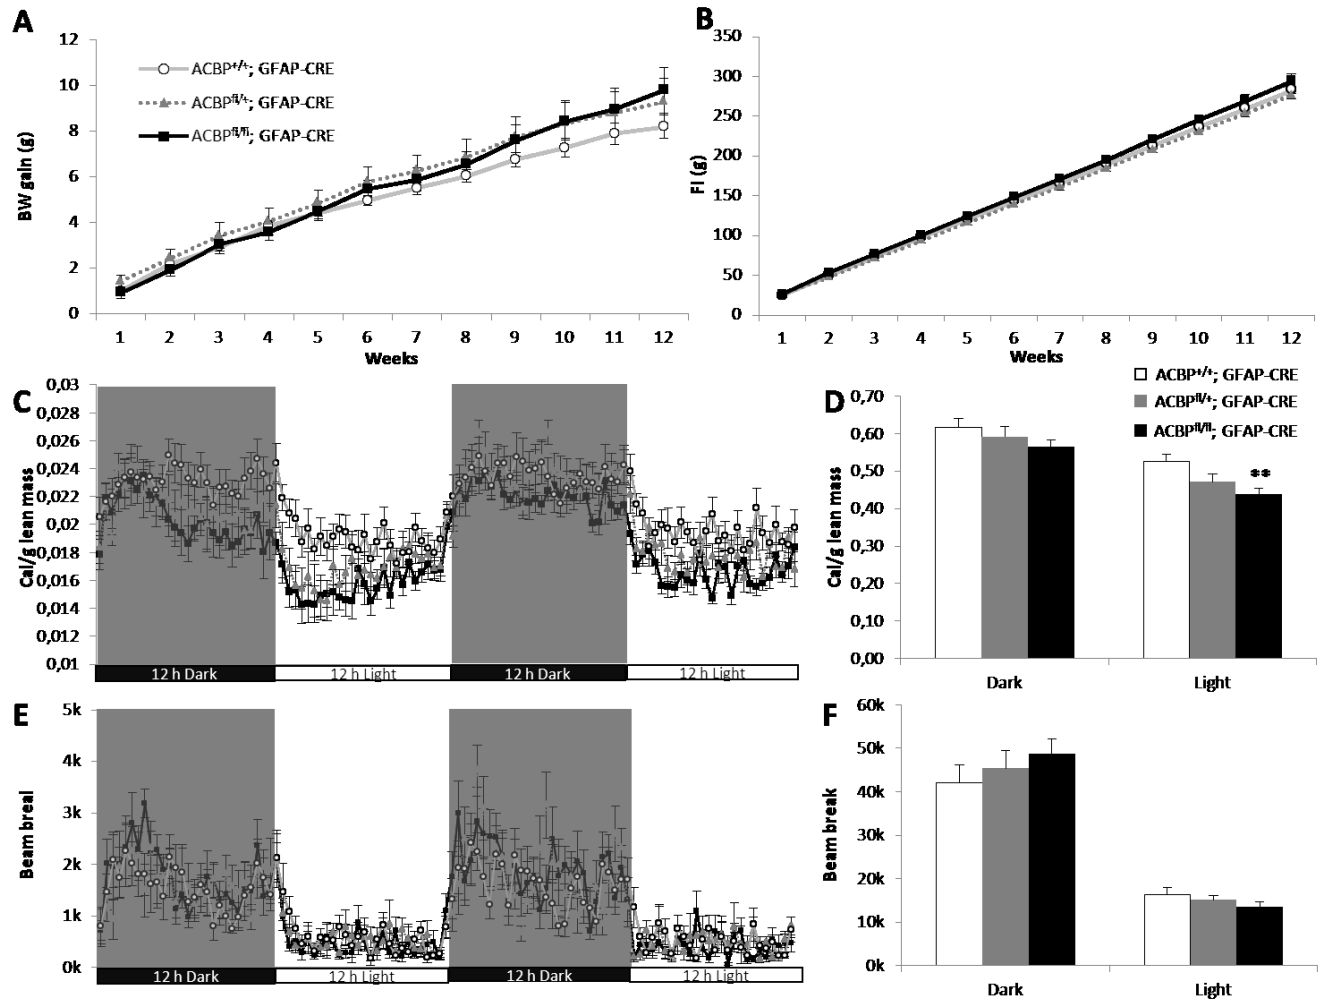 A
BW gain (g)
12
10
8
6
4
2
0
ACBP+/+; GFAP-CRE
ACBPfl/+; GFAP-CRE
ACBPfl/fl; GFAP-CRE
1 2 3 4 5 6 7 8 9 10 11 12
Weeks
B
FI (g)
350
300
250
200
150
100
50
0
1 2 3 4 5 6 7 8 9 10 11 12
Weeks
C
Cal/g lean mass
0,03
0,028
0,026
0,024
0,022
0,02
0,018
0,016
0,014
0,012
0,01
12 h Dark 12 h Light 12 h Dark 12 h Light
D
Cal/g lean mass
0,70
0,60
0,50
0,40
0,30
0,20
0,10
0,00
ACBP+/+; GFAP-CRE
ACBPfl/+; GFAP-CRE
ACBPfl/fl; GFAP-CRE
**
Dark Light
E
Beam breal
5k
4k
3k
2k
1k
0k
12 h Dark 12 h Light 12 h Dark 12 h Light
F
Beam break
60k
50k
40k
30k
20k
10k
0k
Dark Light